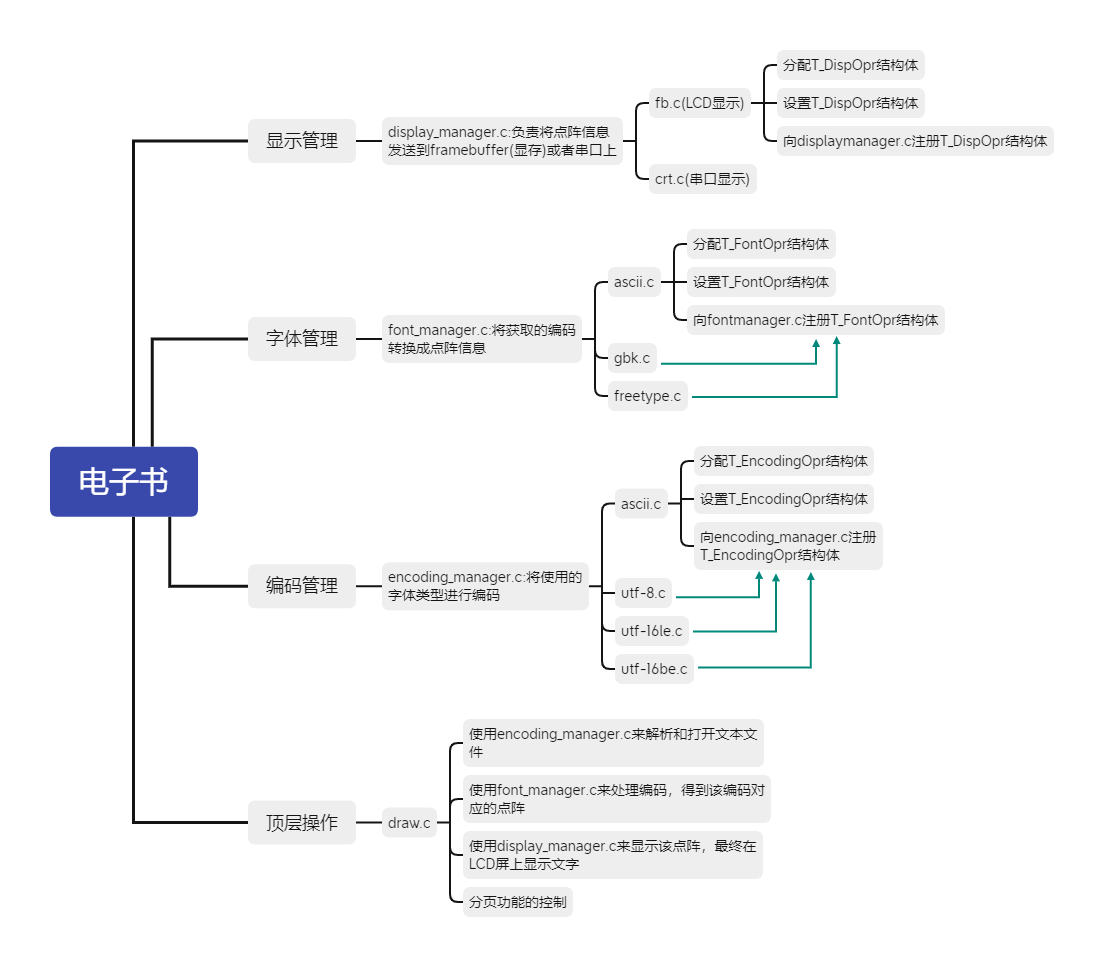 电子书
显示管理
display_manager.c:负责将点阵信息
发送到framebuffer(显存)或者串口上
fb.c(LCD显示)
分配T_DispOpr结构体
设置T_DispOpr结构体
向displaymanager.c注册T_DispOpr结构体
crt.c(串口显示)
字体管理
font_manager.c:将获取的编码
转换成点阵信息
ascii.c
分配T_FontOpr结构体
设置T_FontOpr结构体
向fontmanager.c注册T_FontOpr结构体
gbk.c
freetype.c
编码管理
encoding_manager.c:将使用的
字体类型进行编码
ascii.c
分配T_EncodingOpr结构体
设置T_EncodingOpr结构体
向encoding_manager.c注册
T_EncodingOpr结构体
utf-8.c
utf-16le.c
utf-16be.c
顶层操作
draw.c
使用encoding_manager.c来解析和打开文本文
件
使用font_manager.c来处理编码，得到该编码对
应的点阵
使用display_manager.c来显示该点阵，最终在
LCD屏上显示文字
分页功能的控制